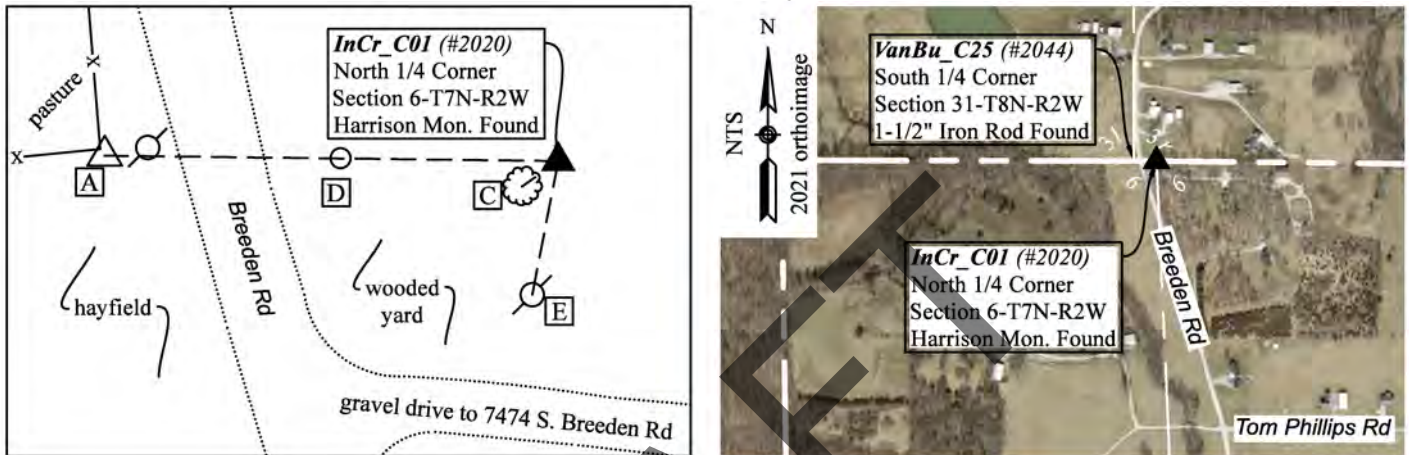 InCr_C01 (#2020)
North 1/4 Corner
Section 6-T7N-R2W
Harrison Mon. Found
x
pasture
x
A
D
C
E
hayfield
Breeden Rd
wooded
yard
gravel drive to 7474 S. Breeden Rd
N
NTS
2021 orthoimage
VanBu_C25 (#2044)
South 1/4 Corner
Section 31-T8N-R2W
1-1/2" Iron Rod Found
31
31
6
6
InCr_C01 (#2020)
North 1/4 Corner
Section 6-T7N-R2W
Harrison Mon. Found
Breeden Rd
Tom Phillips Rd